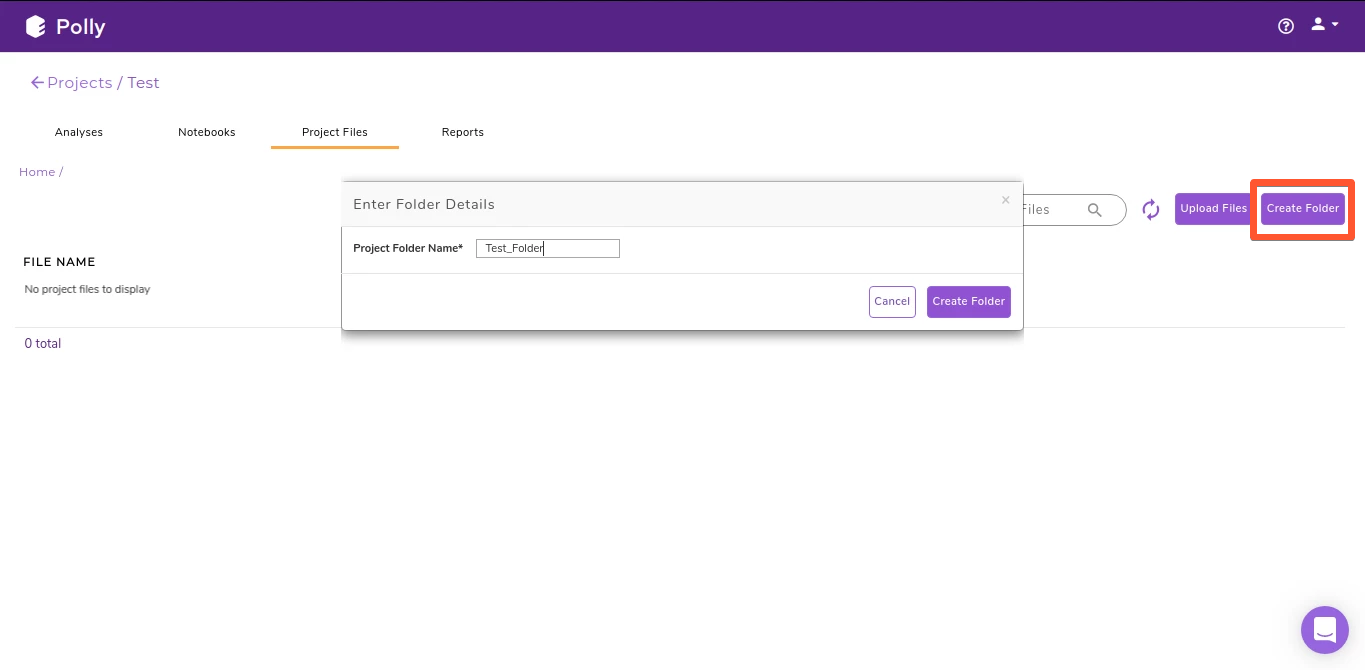 Polly
Projects / Test
Analyses
Notebooks
Project Files
Reports
Home /
Enter Folder Details
×
Files
Upload Files
Create Folder
Project Folder Name*
Test_Folder
FILE NAME
No project files to display
Cancel
Create Folder
0 total